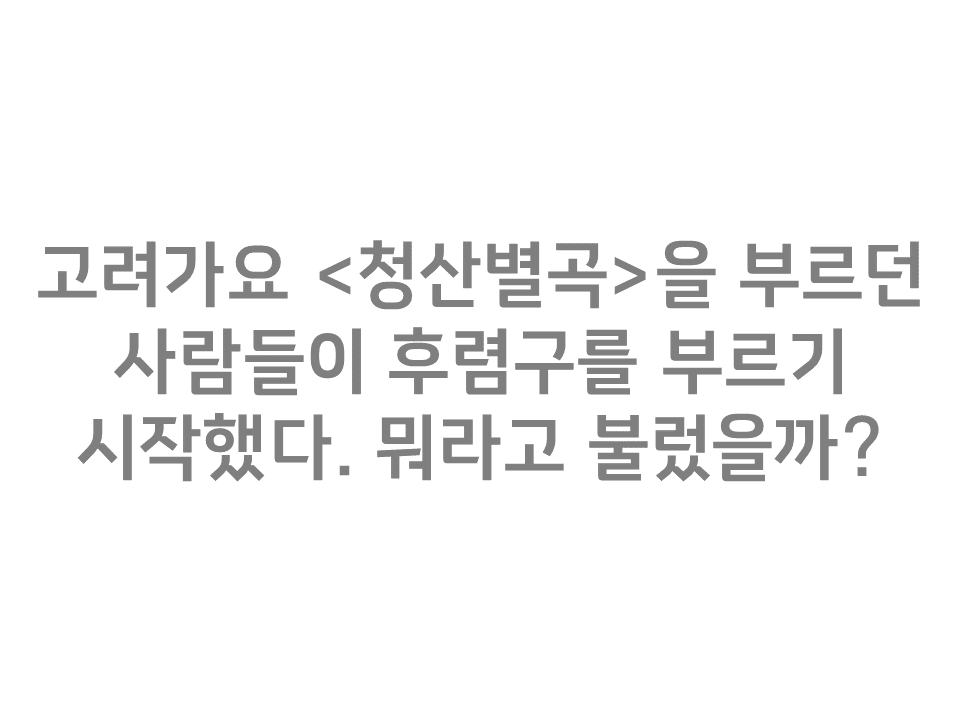 고려가요 <청산별곡>을 부르던
사람들이 후렴구를 부르기
시작했다. 뭐라고 불렀을까?